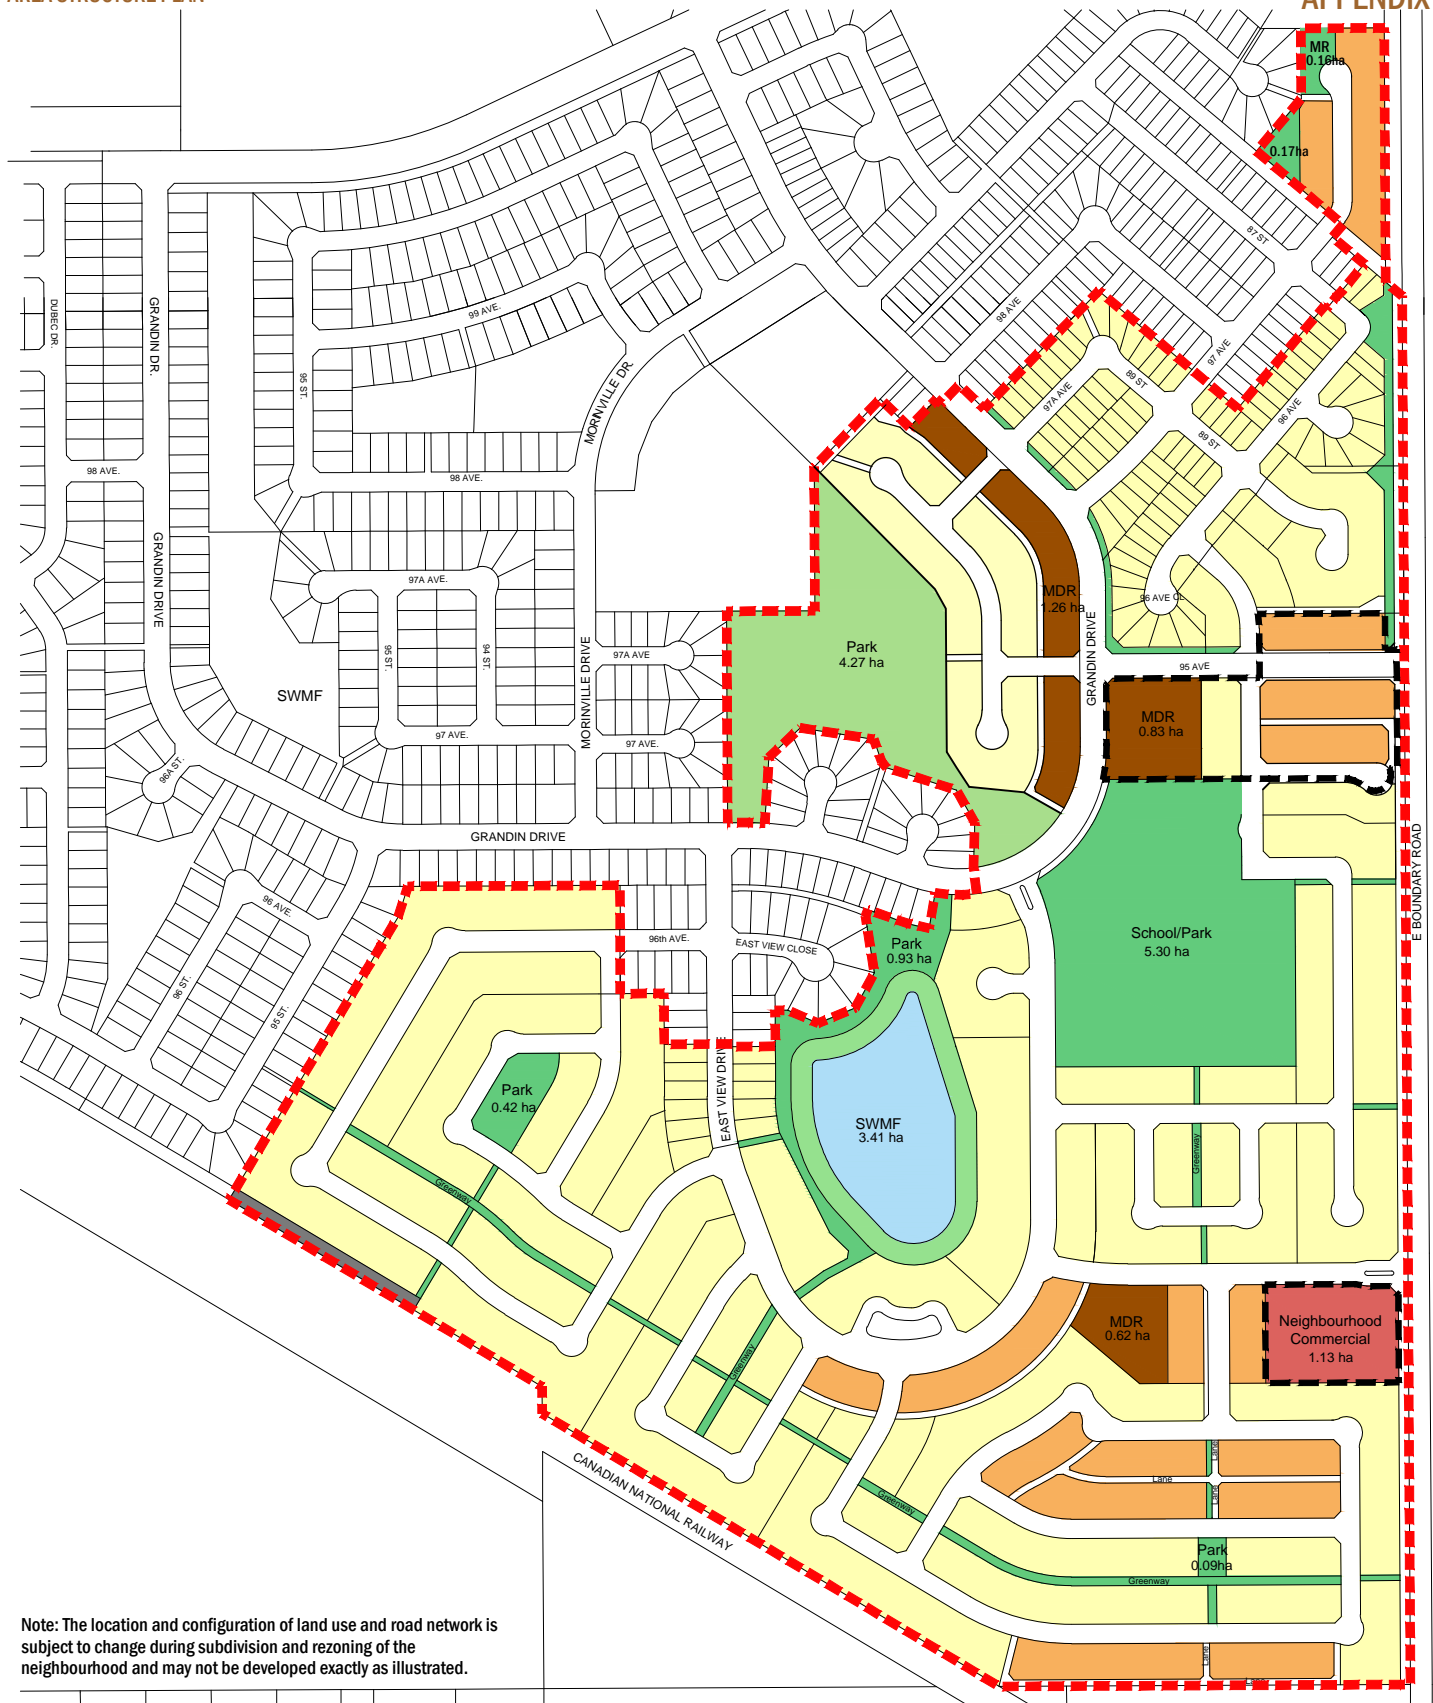 AREA STRUCTURE PLAN
APPENDIX
MR
0.16ha
0.17ha
87 ST
DUBEC DR.
GRANDIN DR.
99 AVE.
98 AVE
97 AVE
95 ST.
MORINVILLE DR.
89 ST
97A AVE
96 AVE
89 ST
98 AVE.
98 AVE.
GRANDIN DRIVE
97A AVE.
MDR
1.26 ha
96 AVE CL
95 ST.
94 ST.
MORINVILLE DRIVE
97A AVE
Park
4.27 ha
GRANDIN DRIVE
95 AVE
SWMF
MDR
0.83 ha
97 AVE.
97 AVE.
96A ST.
GRANDIN DRIVE
E BOUNDARY ROAD
96 AVE.
96th AVE.
EAST VIEW CLOSE
Park
0.93 ha
School/Park
5.30 ha
96 ST.
95 ST.
EAST VIEW DRIVE
Park
0.42 ha
SWMF
3.41 ha
Greenway
Greenway
MDR
0.62 ha
Neighbourhood
Commercial
1.13 ha
Greenway
CANADIAN NATIONAL RAILWAY
Lane
Lane
Lane
Greenway
Park
0.09ha
Greenway
Lane
Lane
Note: The location and configuration of land use and road network is
subject to change during subdivision and rezoning of the
neighbourhood and may not be developed exactly as illustrated.